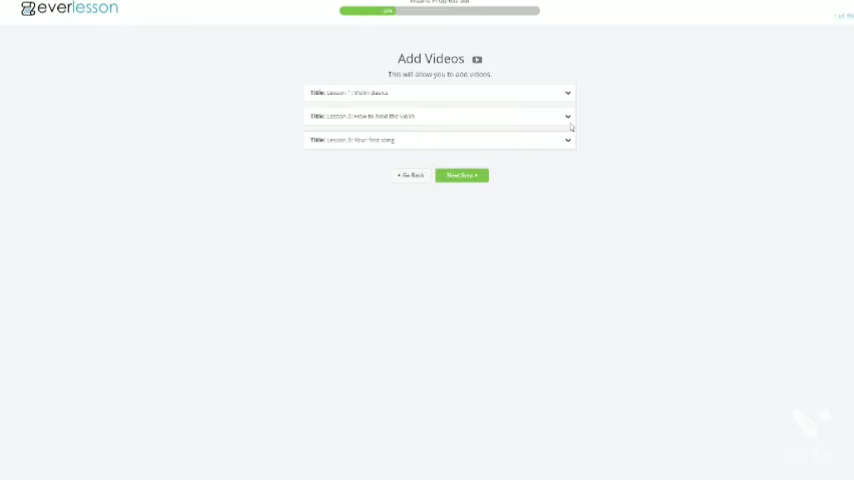 everlesson
Add Videos
This will allow you to add videos.
Title: Lesson 1: Violin Basics
Title: Lesson 2: How to hold the violin
Title: Lesson 3: Your first song
Go Back
Next Step